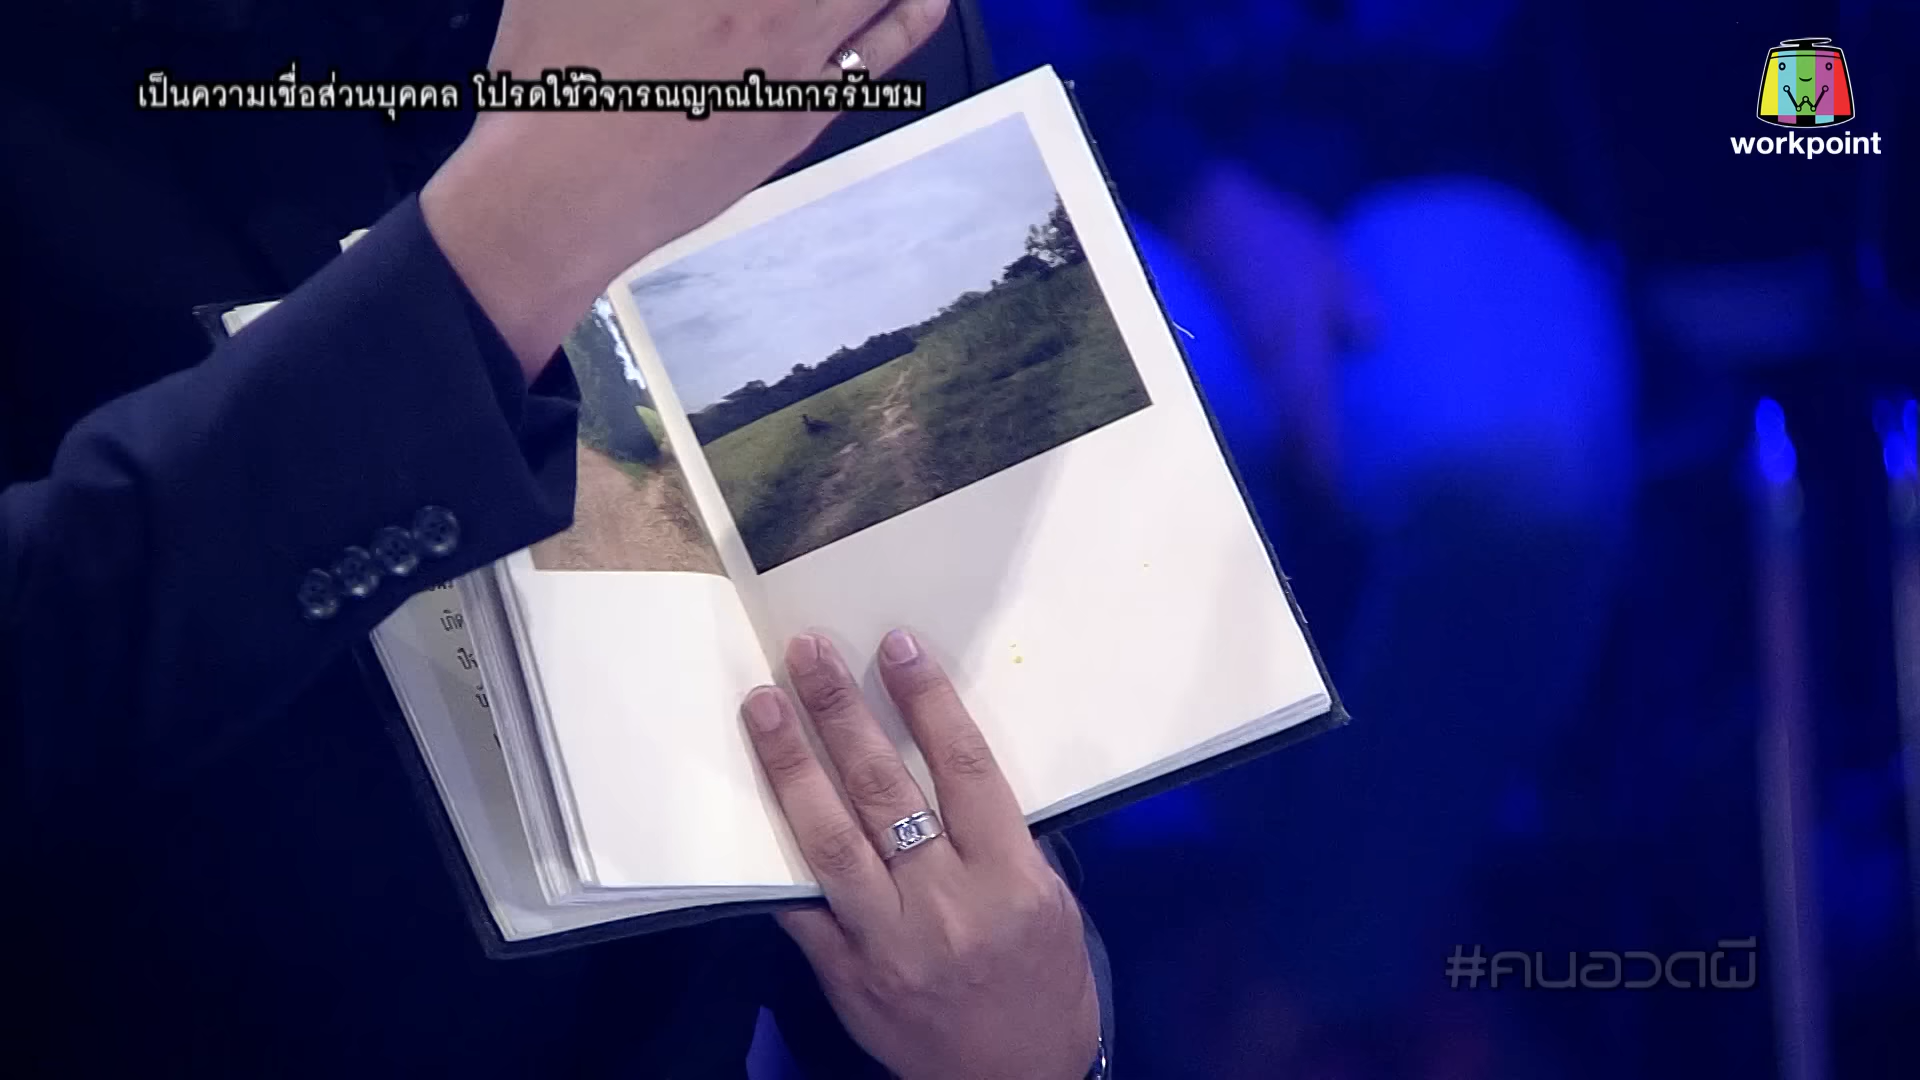 เป็นความเชื่อส่วนบุคคล โปรดใช้วิจารณญาณในการรับชม
workpoint
#คนอวดผี